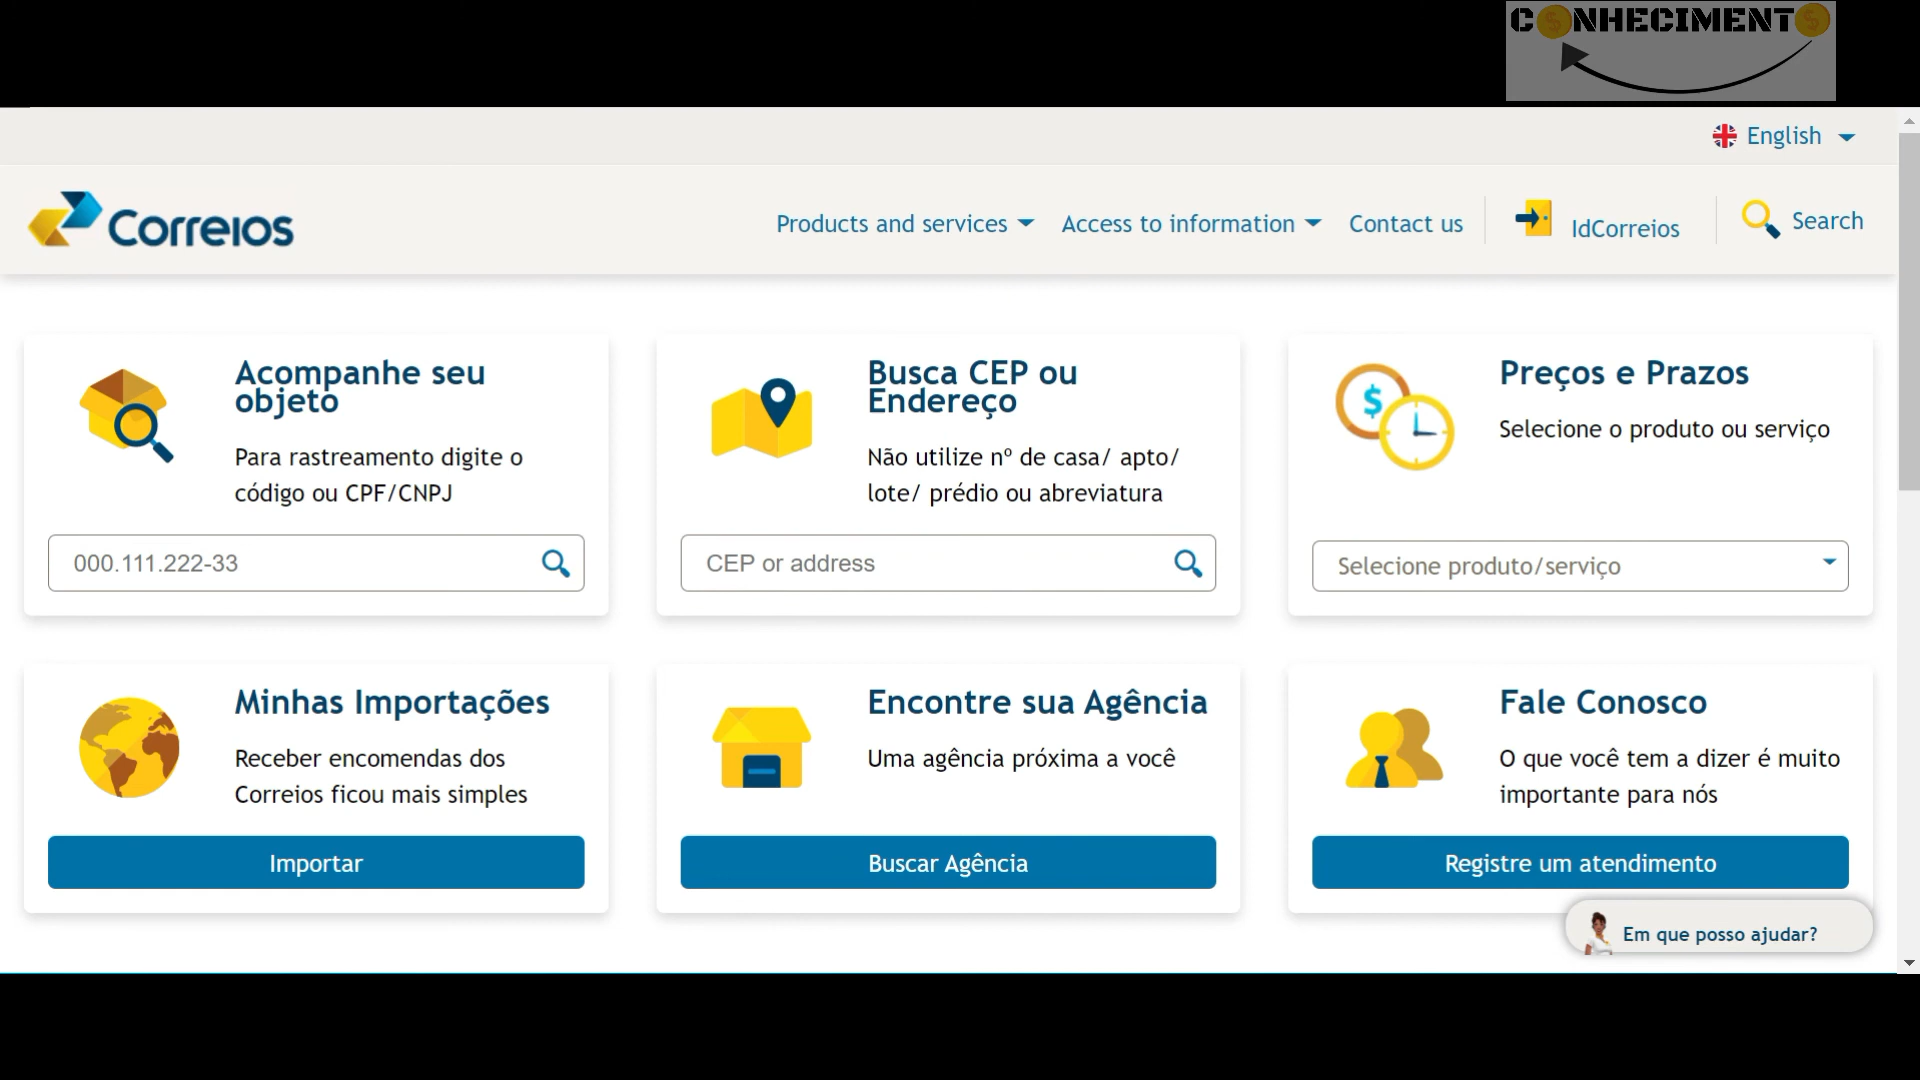 CONHECIMENTO
English
Correios
Products and services
Access to information
Contact us
IdCorreios
Search
Acompanhe seu
objeto
Para rastreamento digite o
código ou CPF/CNPJ
000.111.222-33
Busca CEP ou
Endereço
Não utilize nº de casa/ apto/
lote/ prédio ou abreviatura
CEP or address
Preços e Prazos
Selecione o produto ou serviço
Selecione produto/serviço
Minhas Importações
Receber encomendas dos
Correios ficou mais simples
Importar
Encontre sua Agência
Uma agência próxima a você
Buscar Agência
Fale Conosco
O que você tem a dizer é muito
importante para nós
Registre um atendimento
Em que posso ajudar?